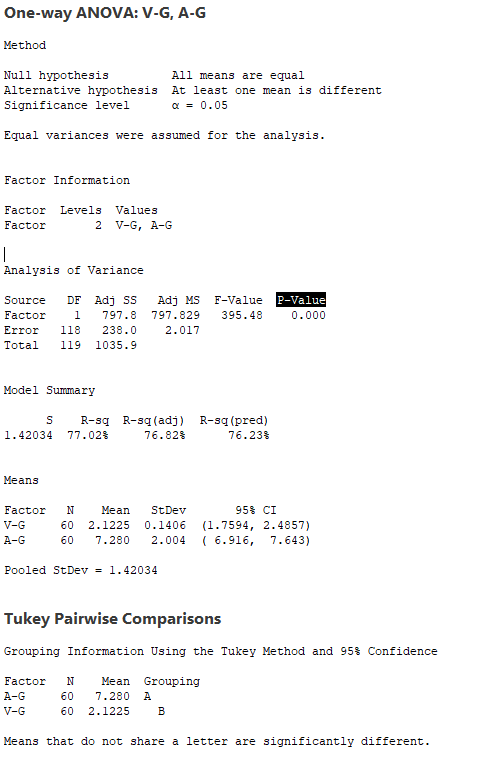 One-way ANOVA: V-G, A-G
Method
Null hypothesis All means are equal
Alternative hypothesis At least one mean is different
Significance level α = 0.05
Equal variances were assumed for the analysis.
Factor Information
Factor Levels Values
Factor 2 V-G, A-G
Analysis of Variance
Source DF Adj SS Adj MS F-Value P-Value
Factor 1 797.8 797.829 395.48 0.000
Error 118 238.0 2.017
Total 119 1035.9
Model Summary
S R-sq R-sq(adj) R-sq(pred)
1.42034 77.02% 76.82% 76.23%
Means
Factor N Mean StDev 95% CI
V-G 60 2.1225 0.1406 (1.7594, 2.4857)
A-G 60 7.280 2.004 ( 6.916, 7.643)
Pooled StDev = 1.42034
Tukey Pairwise Comparisons
Grouping Information Using the Tukey Method and 95% Confidence
Factor N Mean Grouping
A-G 60 7.280 A
V-G 60 2.1225 B
Means that do not share a letter are significantly different.